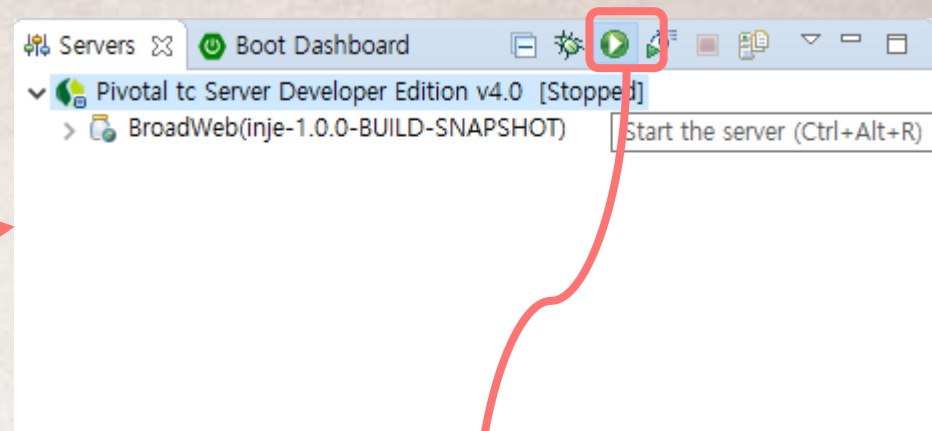 Servers Boot Dashboard
Pivotal tc Server Developer Edition v4.0 [Stopped]
BroadWeb(inje-1.0.0-BUILD-SNAPSHOT)
Start the server (Ctrl+Alt+R)